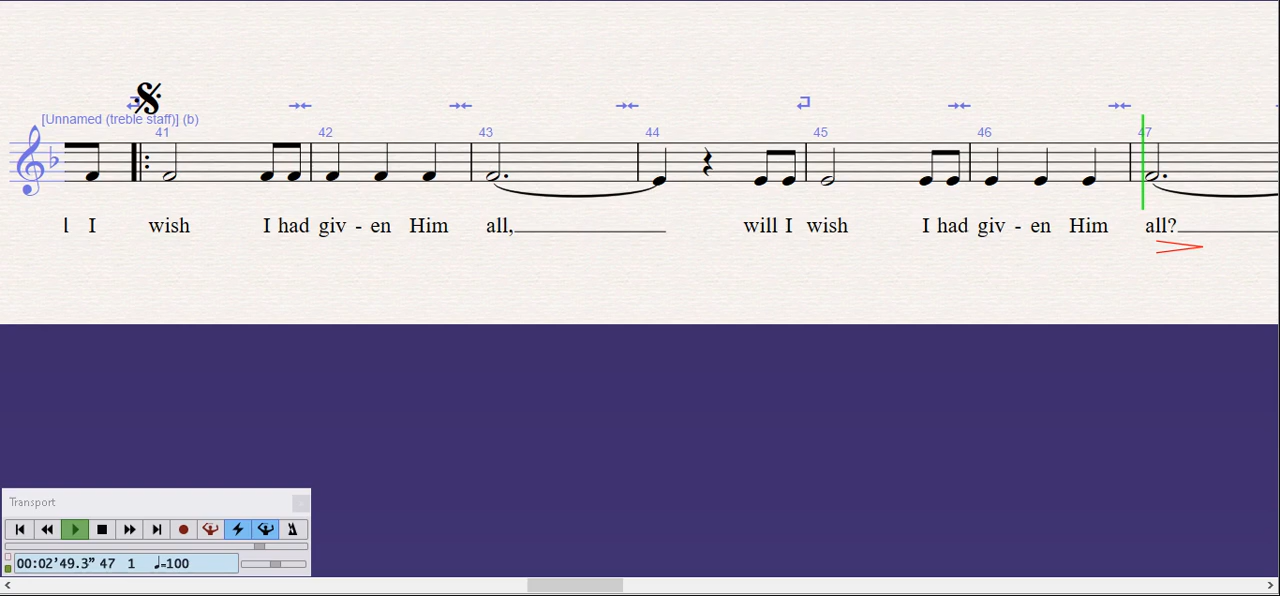 [Unnamed (treble staff)] (b)
41 42 43 44 45 46 47
l I wish I had giv - en Him all, will I wish I had giv - en Him all?
Transport
00:02’49.3” 47 1 ♩=100